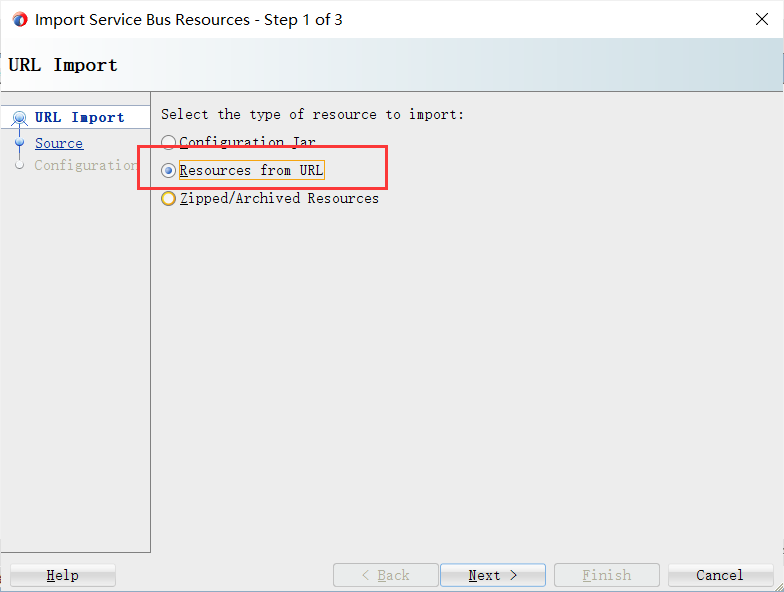 Import Service Bus Resources - Step 1 of 3
URL Import
URL Import
Source
Configuration
Select the type of resource to import:
Configuration Jar
Resources from URL
Zipped/Archived Resources
Help
< Back
Next >
Finish
Cancel